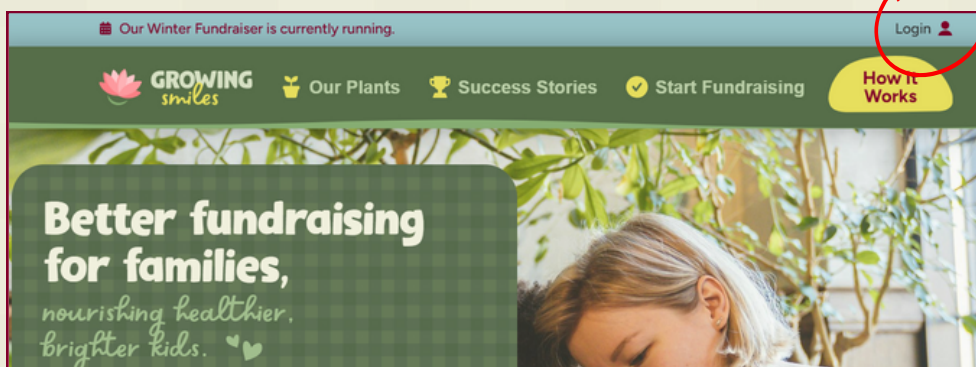 Our Winter Fundraiser is currently running.
Login
GROWING
smiles
Our Plants
Success Stories
Start Fundraising
How it
Works
Better fundraising
for families,
nourishing healthier,
brighter kids.